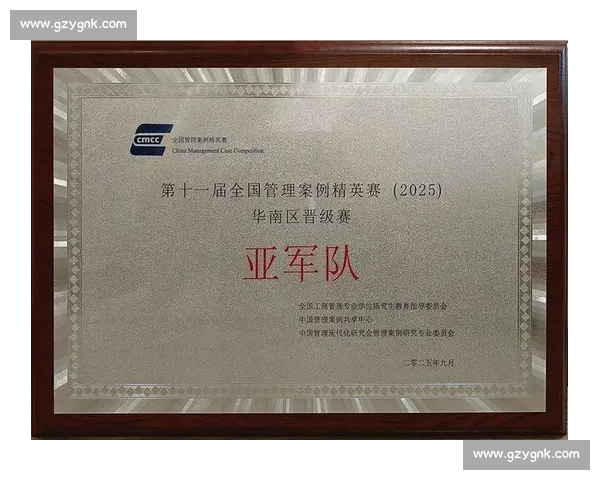 www.gzygnk.com
cmcc
全国管理案例精英赛
China Management Case Competition
第十一届全国管理案例精英赛 (2025)
华南区晋级赛
亚军队
全国工商管理专业学位研究生教育指导委员会
中国管理案例共享中心
中国管理现代化研究会管理案例研究专业委员会
二〇二五年九月
www.gzygnk.com